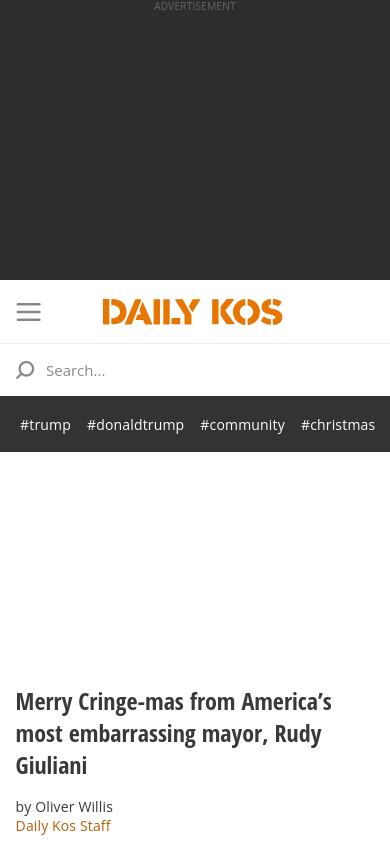 ADVERTISEMENT
DAILY KOS
Search...
#trump #donaldtrump #community #christmas
Merry Cringe-mas from America’s
most embarrassing mayor, Rudy
Giuliani
by Oliver Willis
Daily Kos Staff